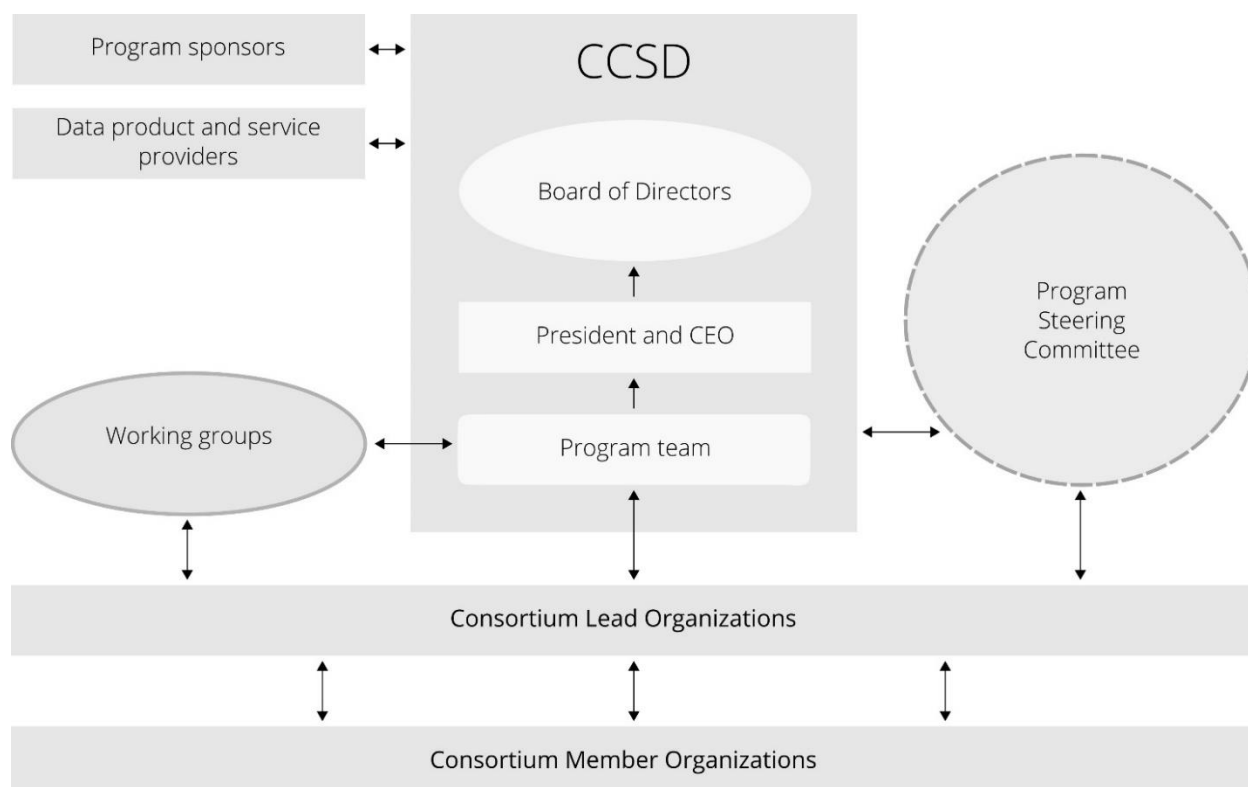 Program sponsors
Data product and service
providers
CCSD
Board of Directors
President and CEO
Program team
Working groups
Program
Steering
Committee
Consortium Lead Organizations
Consortium Member Organizations